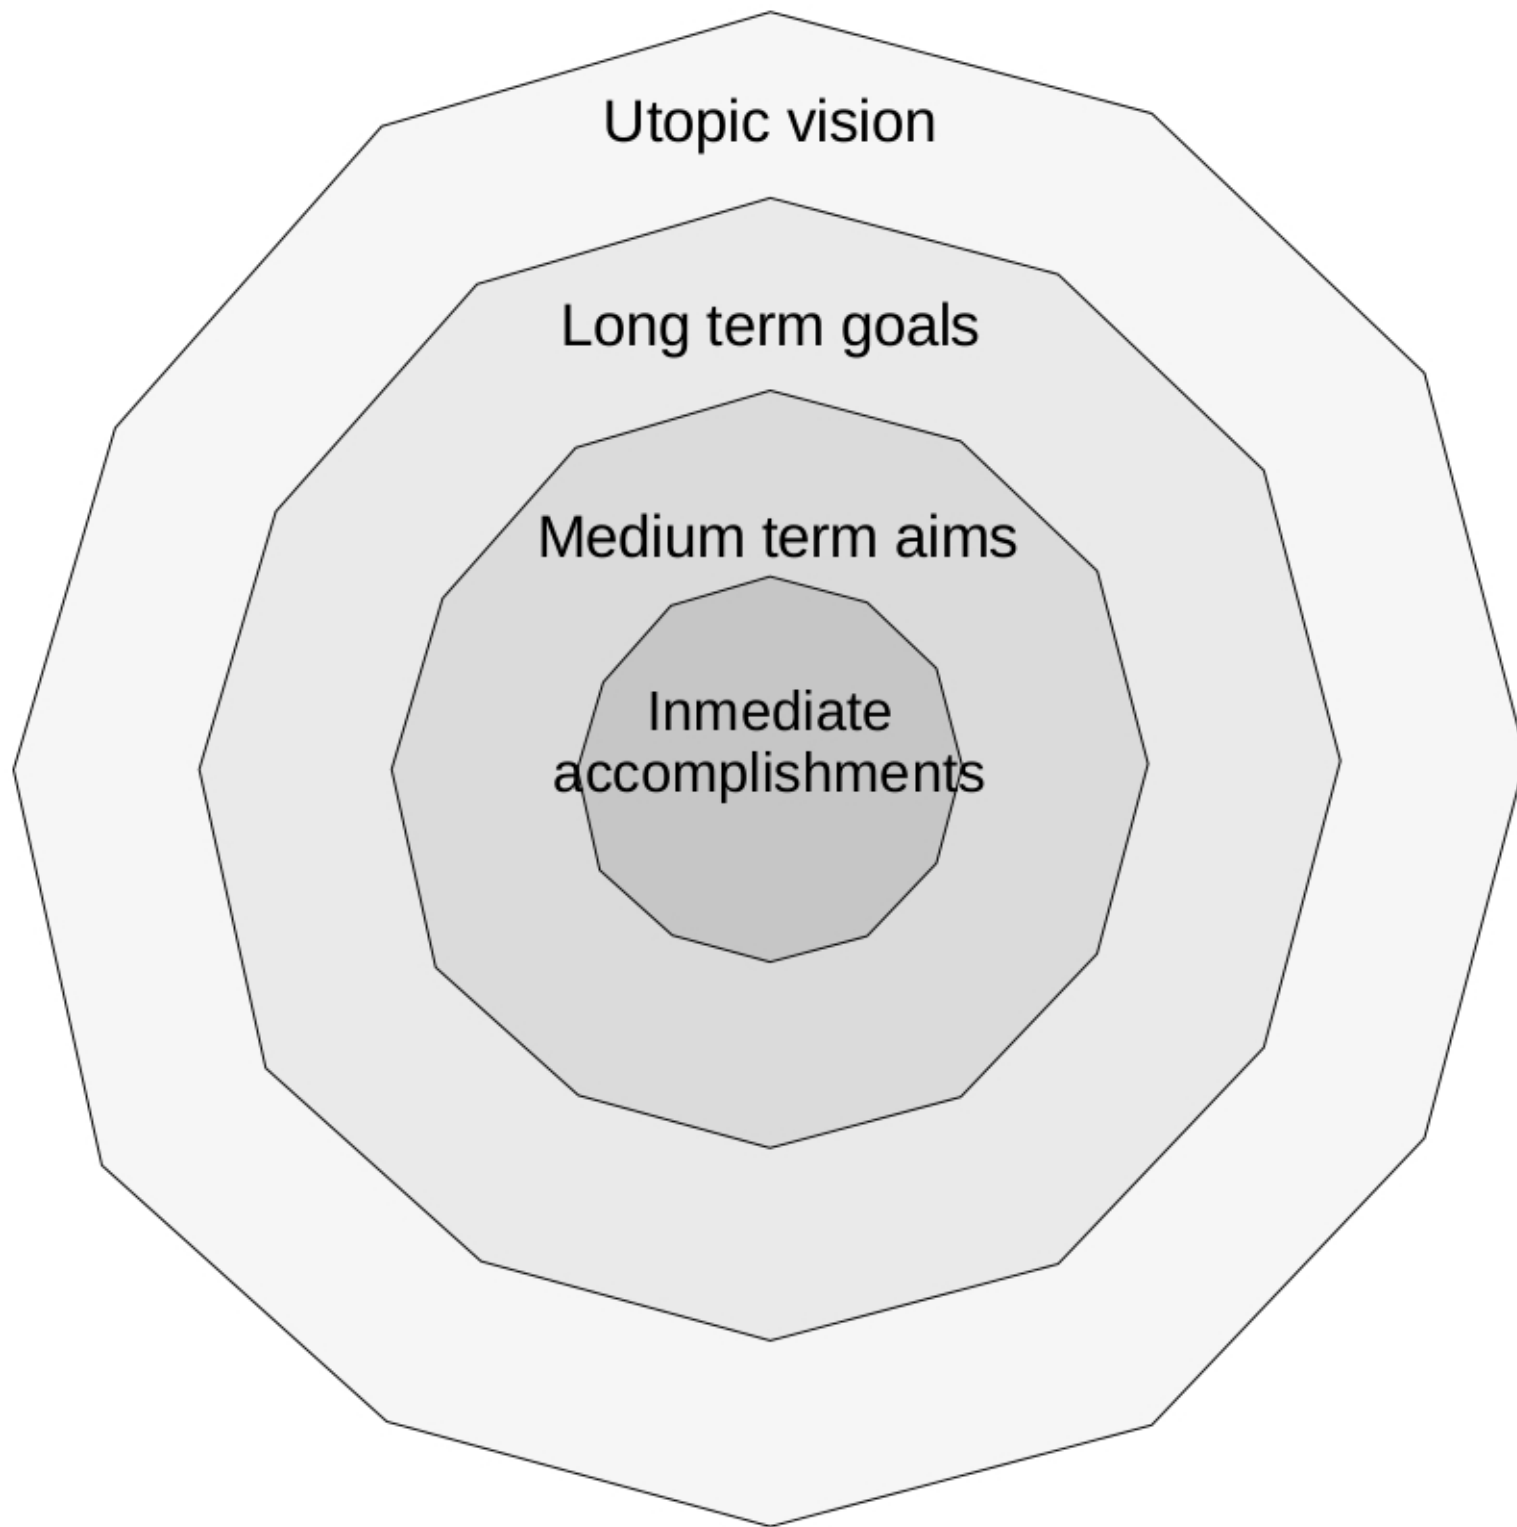 Utopic vision
Long term goals
Medium term aims
Inmediate
accomplishments